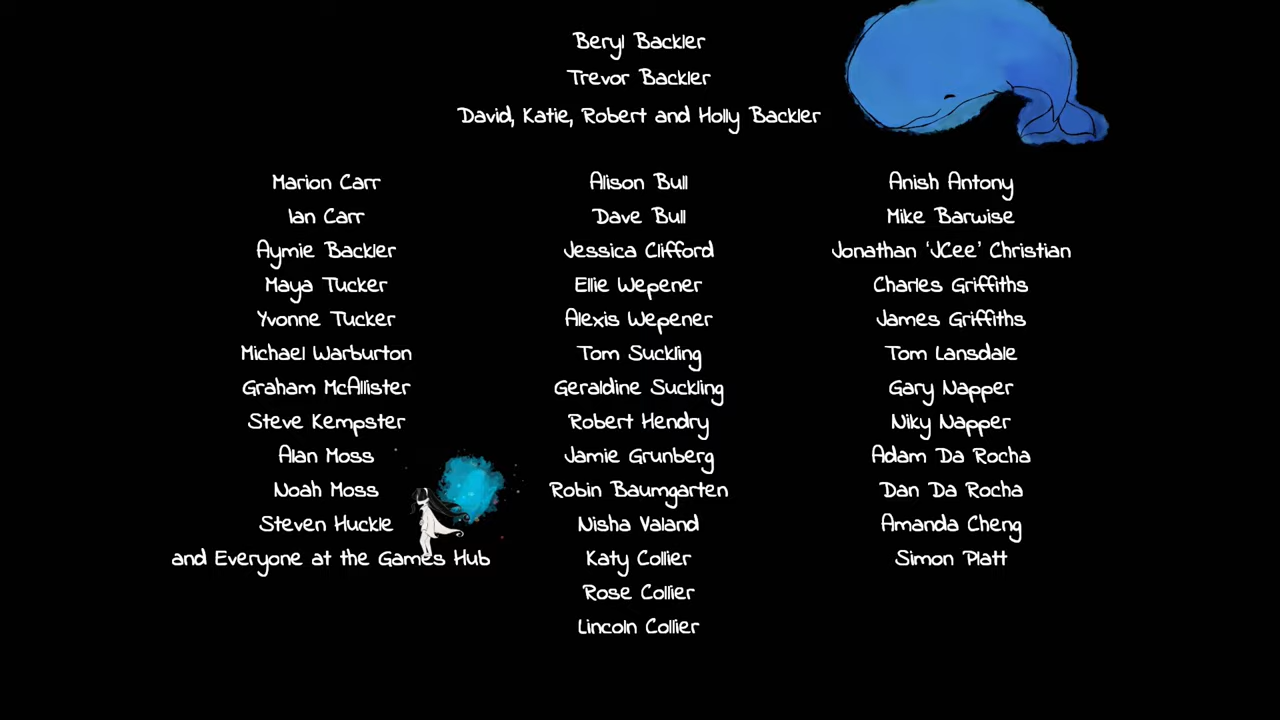 Beryl Backler
Trevor Backler
David, Katie, Robert and Holly Backler
Marion Carr
Ian Carr
Aymie Backler
Maya Tucker
Yvonne Tucker
Michael Warburton
Graham McAllister
Steve Kempster
Alan Moss
Noah Moss
Steven Huckle
and Everyone at the Games Hub
Alison Bull
Dave Bull
Jessica Clifford
Ellie Wepener
Alexis Wepener
Tom Suckling
Geraldine Suckling
Robert Hendry
Jamie Grunberg
Robin Baumgarten
Nisha Valand
Katy Collier
Rose Collier
Lincoln Collier
Anish Antony
Mike Barwise
Jonathan ‘JCee’ Christian
Charles Griffiths
James Griffiths
Tom Lansdale
Gary Napper
Niky Napper
Adam Da Rocha
Dan Da Rocha
Amanda Cheng
Simon Platt